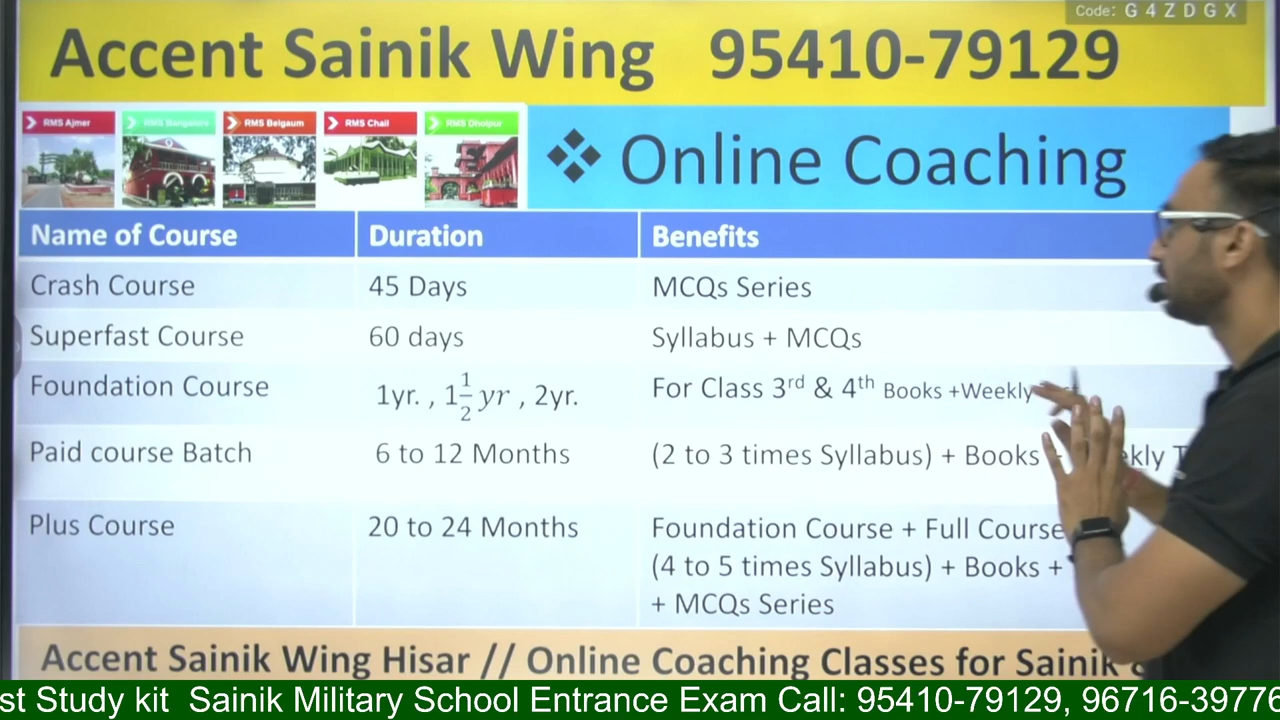 Code: G 4 Z D G X
Accent Sainik Wing 95410-79129
RMS Ajmer
RMS Bangalore
RMS Belgaum
RMS Chail
RMS Dholpur
❖ Online Coaching
Name of Course Duration Benefits
Crash Course 45 Days MCQs Series
Superfast Course 60 days Syllabus + MCQs
Foundation Course 1yr. , 1 1/2 yr , 2yr. For Class 3rd & 4th Books +Weekly
Paid course Batch 6 to 12 Months (2 to 3 times Syllabus) + Books
Plus Course 20 to 24 Months Foundation Course + Full Course
(4 to 5 times Syllabus) + Books +
+ MCQs Series
Accent Sainik Wing Hisar // Online Coaching Classes for Sainik
st Study kit Sainik Military School Entrance Exam Call: 95410-79129, 96716-39776